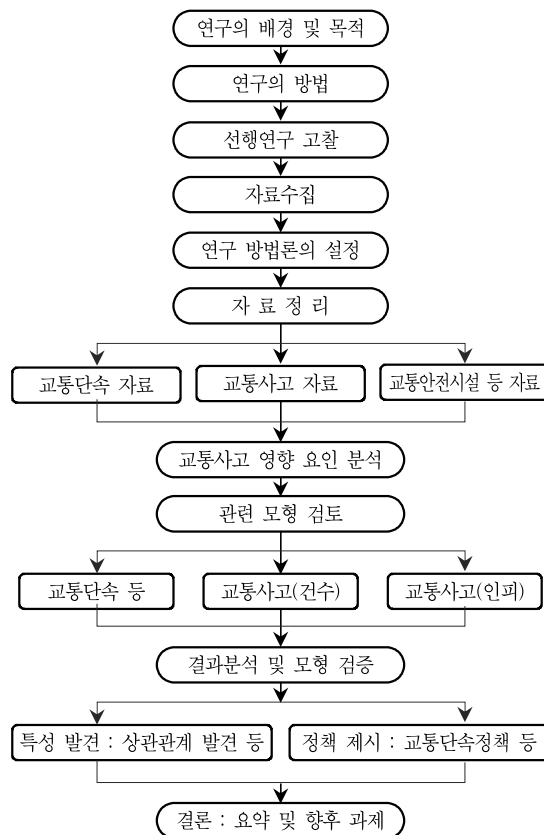 연구의 배경 및 목적
연구의 방법
선행연구 고찰
자료수집
연구 방법론의 설정
자 료 정 리
교통단속 자료
교통사고 자료
교통안전시설 등 자료
교통사고 영향 요인 분석
관련 모형 검토
교통단속 등
교통사고(건수)
교통사고(인피)
결과분석 및 모형 검증
특성 발견 : 상관관계 발견 등
정책 제시 : 교통단속정책 등
결론 : 요약 및 향후 과제